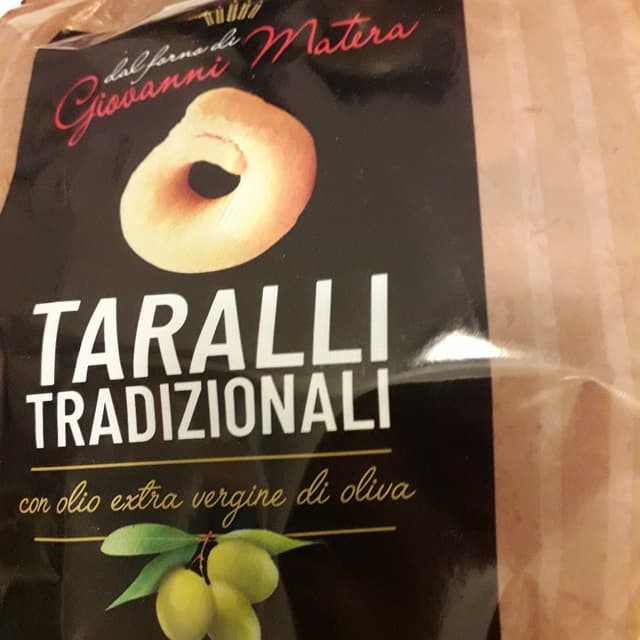 dal forno di
Giovanni Matera
TARALLI
TRADIZIONALI
con olio extra vergine di oliva